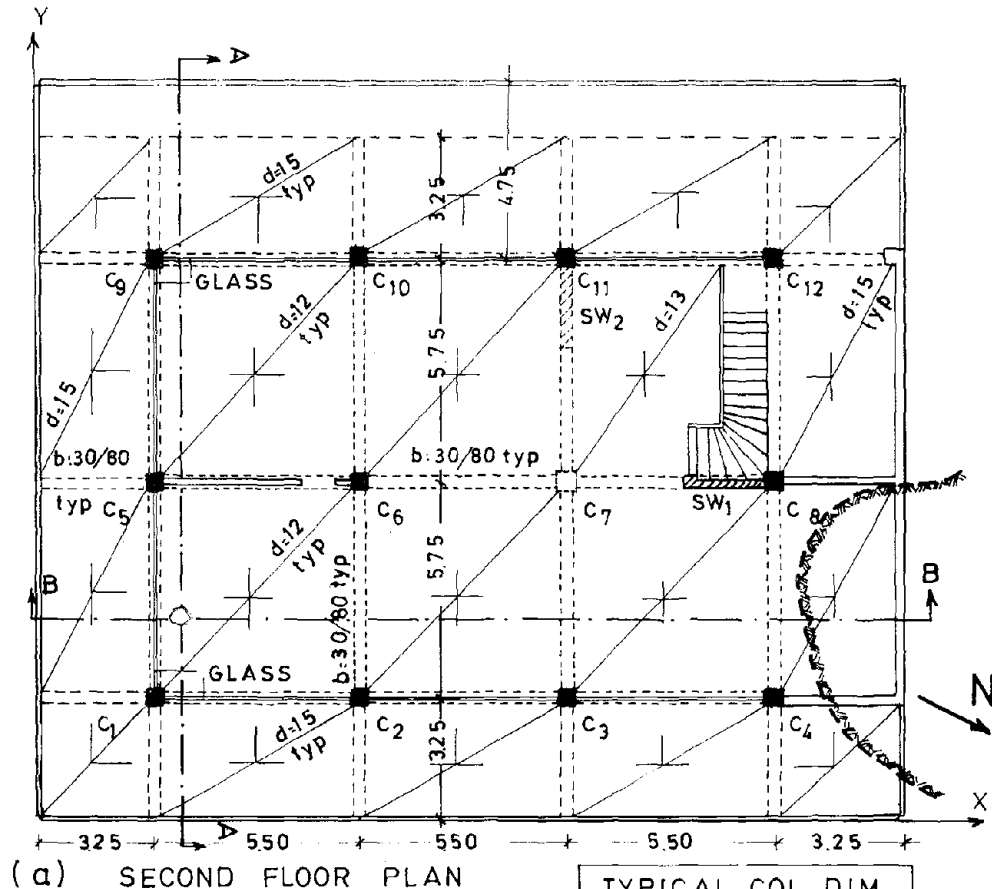 Y
A
d=15
typ
3.25
4.75
C9
GLASS
C10
C11
C12
SW2
d=12
typ
d=13
d=15
typ
5.75
d=15
b:30/80
typ
b:30/80 typ
C5
C6
C7
SW1
C8
d=12
typ
5.75
b:30/80 typ
B
B
GLASS
N
C1
d=15
typ
C2
C3
C4
3.25
X
A
3.25
5.50
5.50
5.50
3.25
(a) SECOND FLOOR PLAN
TYPICAL COL DIM